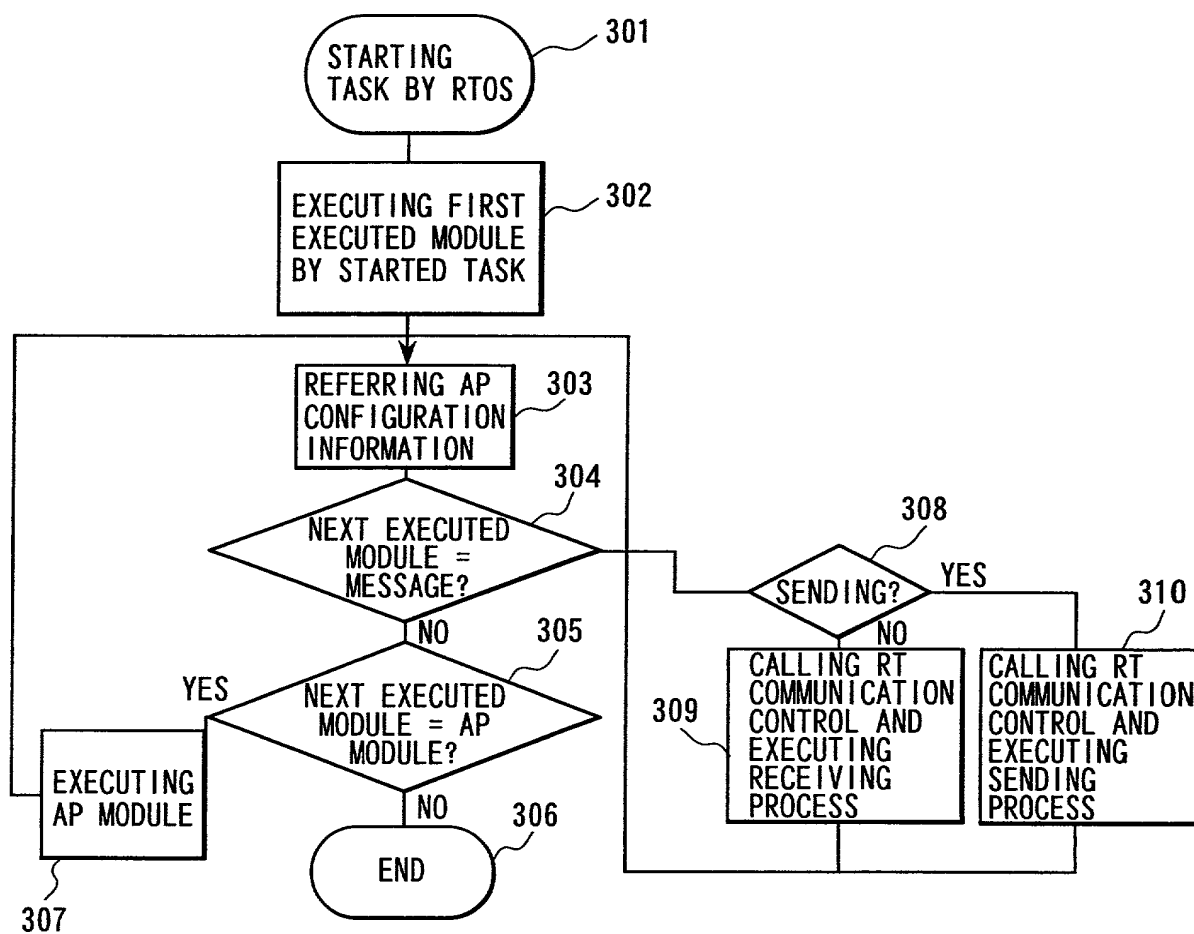 301
STARTING
TASK BY RTOS
302
EXECUTING FIRST
EXECUTED MODULE
BY STARTED TASK
303
REFERRING AP
CONFIGURATION
INFORMATION
304
NEXT EXECUTED
MODULE =
MESSAGE?
NO
308
SENDING?
YES
NO
305
YES
NEXT EXECUTED
MODULE = AP
MODULE?
NO
307
EXECUTING
AP MODULE
306
END
309
CALLING RT
COMMUNICATION
CONTROL AND
EXECUTING
RECEIVING
PROCESS
310
CALLING RT
COMMUNICATION
CONTROL AND
EXECUTING
SENDING
PROCESS